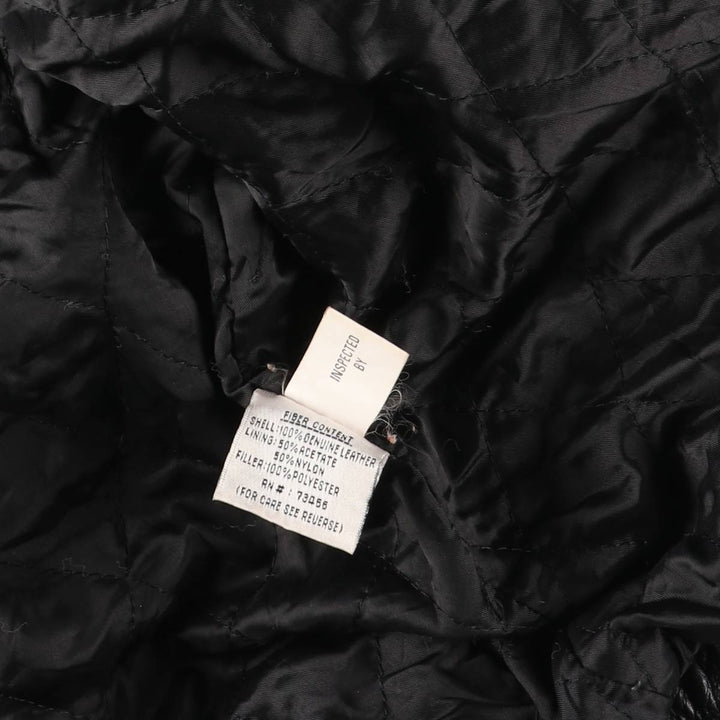 INSPECTED
BY
FIBER CONTENT
SHELL:100% GENUINE LEATHER
LINING: 50% ACETATE
50% NYLON
FILLER:100% POLYESTER
RN # : 73456
(FOR CARE SEE REVERSE)